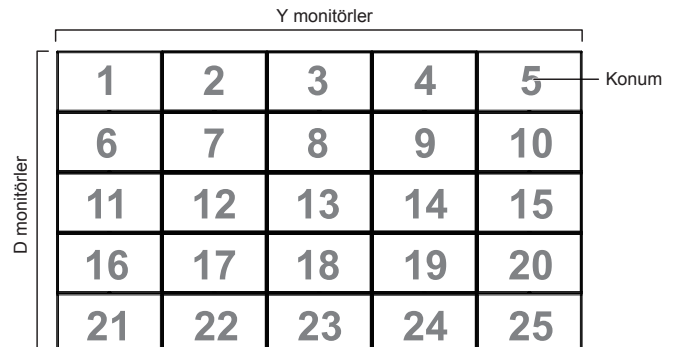 Y monitörler
1 2 3 4 5 Konum
6 7 8 9 10
D monitörler
11 12 13 14 15
16 17 18 19 20
21 22 23 24 25